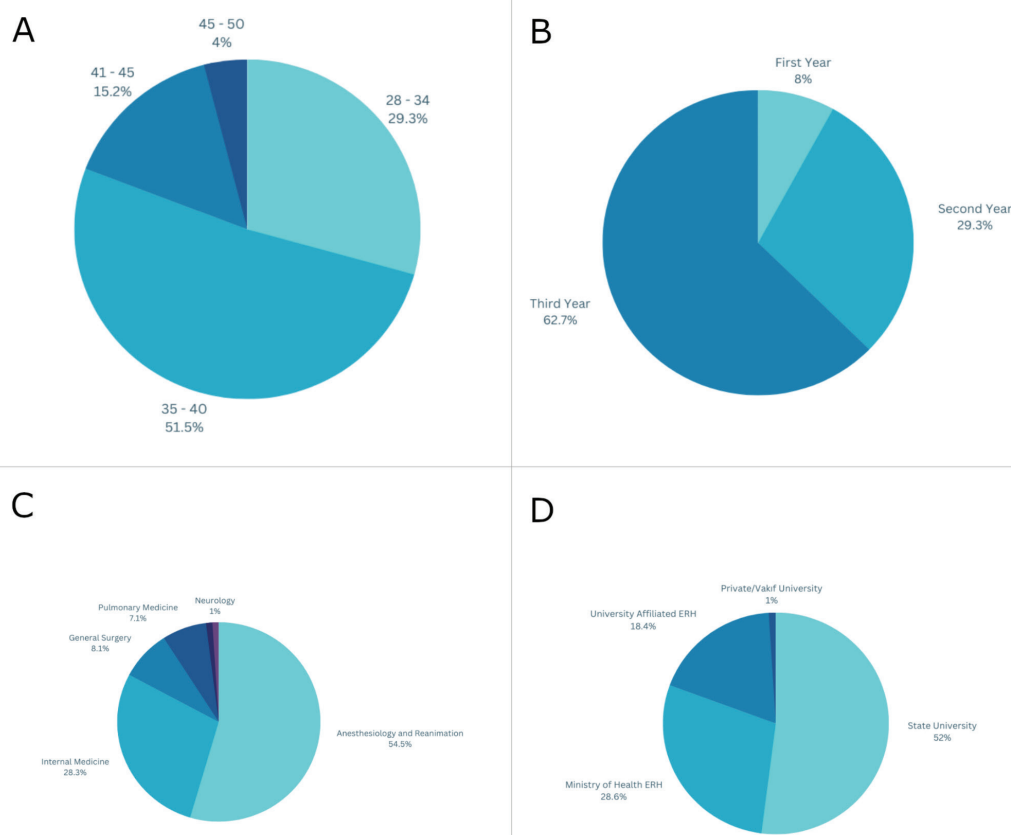 A
45 - 50
4%
41 - 45
15.2%
28 - 34
29.3%
35 - 40
51.5%
B
First Year
8%
Second Year
29.3%
Third Year
62.7%
C
Neurology
1%
Pulmonary Medicine
7.1%
General Surgery
8.1%
Anesthesiology and Reanimation
54.5%
Internal Medicine
28.3%
D
Private/Vakıf University
1%
University Affiliated ERH
18.4%
State University
52%
Ministry of Health ERH
28.6%